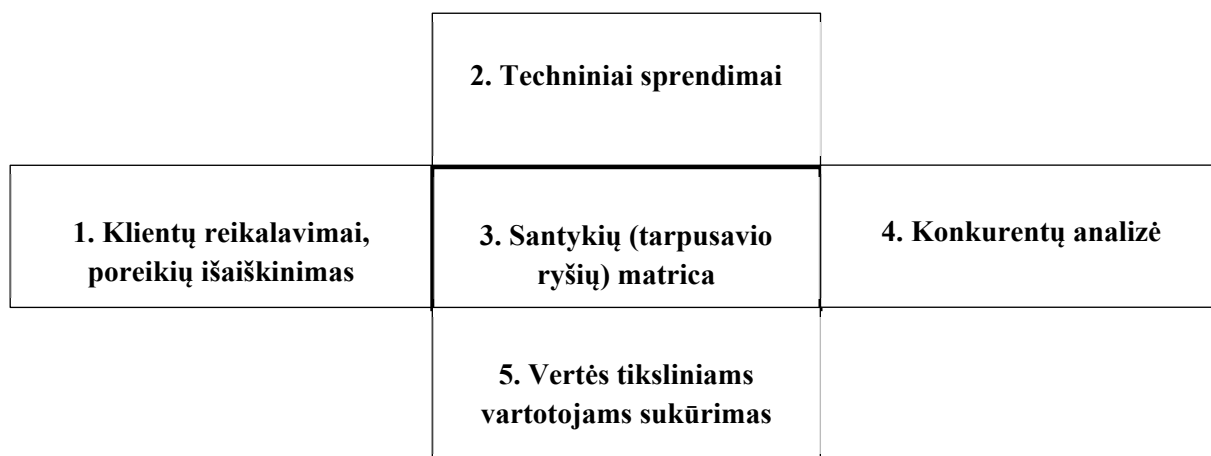 2. Techniniai sprendimai
1. Klientų reikalavimai,
poreikių išaiškinimas
3. Santykių (tarpusavio
ryšių) matrica
4. Konkurentų analizė
5. Vertės tiksliniams
vartotojams sukūrimas